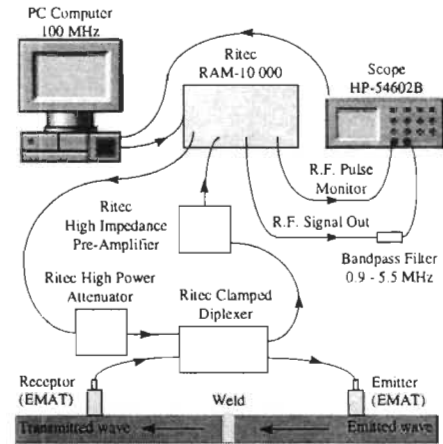 PC Computer
100 MHz
Ritec
RAM-10 000
Scope
HP-54602B
R.F. Pulse
Monitor
Ritec
High Impedance
Pre-Amplifier
R.F. Signal Out
Bandpass Filter
0.9 - 5.5 MHz
Ritec High Power
Attenuator
Ritec Clamped
Diplexer
Receptor
(EMAT)
Weld
Emitter
(EMAT)
Transmitted wave
Emitted wave